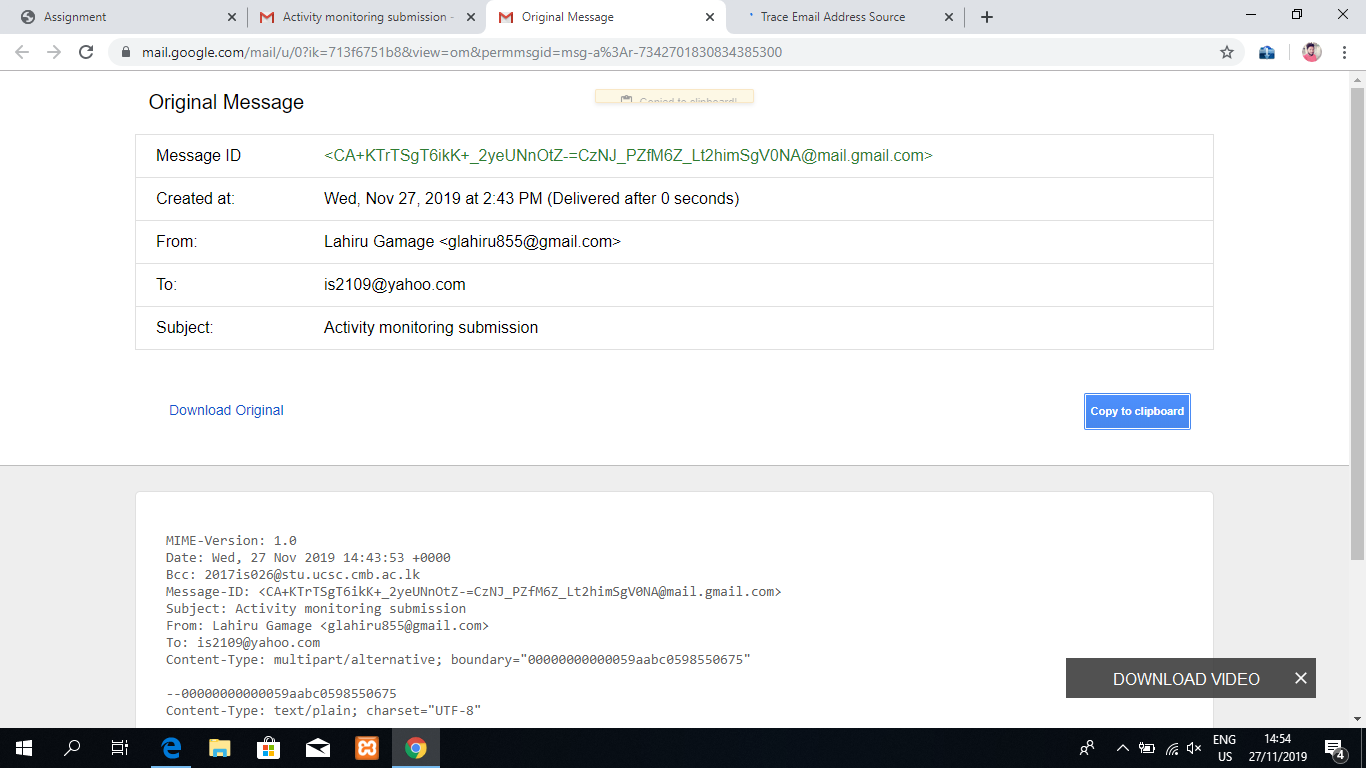 Assignment
Activity monitoring submission -
Original Message
Trace Email Address Source
mail.google.com/mail/u/0?ik=713f6751b8&view=om&permmsgid=msg-a%3Ar-7342701830834385300
Original Message
Copied to clipboard!
Message ID <CA+KTrTSgT6ikK+_2yeUNnOtZ-=CzNJ_PZfM6Z_Lt2himSgV0NA@mail.gmail.com>
Created at: Wed, Nov 27, 2019 at 2:43 PM (Delivered after 0 seconds)
From: Lahiru Gamage <glahiru855@gmail.com>
To: is2109@yahoo.com
Subject: Activity monitoring submission
Download Original
Copy to clipboard
MIME-Version: 1.0
Date: Wed, 27 Nov 2019 14:43:53 +0000
Bcc: 2017is026@stu.ucsc.cmb.ac.lk
Message-ID: <CA+KTrTSgT6ikK+_2yeUNnOtZ-=CzNJ_PZfM6Z_Lt2himSgV0NA@mail.gmail.com>
Subject: Activity monitoring submission
From: Lahiru Gamage <glahiru855@gmail.com>
To: is2109@yahoo.com
Content-Type: multipart/alternative; boundary="00000000000059aabc0598550675"
--00000000000059aabc0598550675
Content-Type: text/plain; charset="UTF-8"
DOWNLOAD VIDEO
ENG
US
14:54
27/11/2019
4